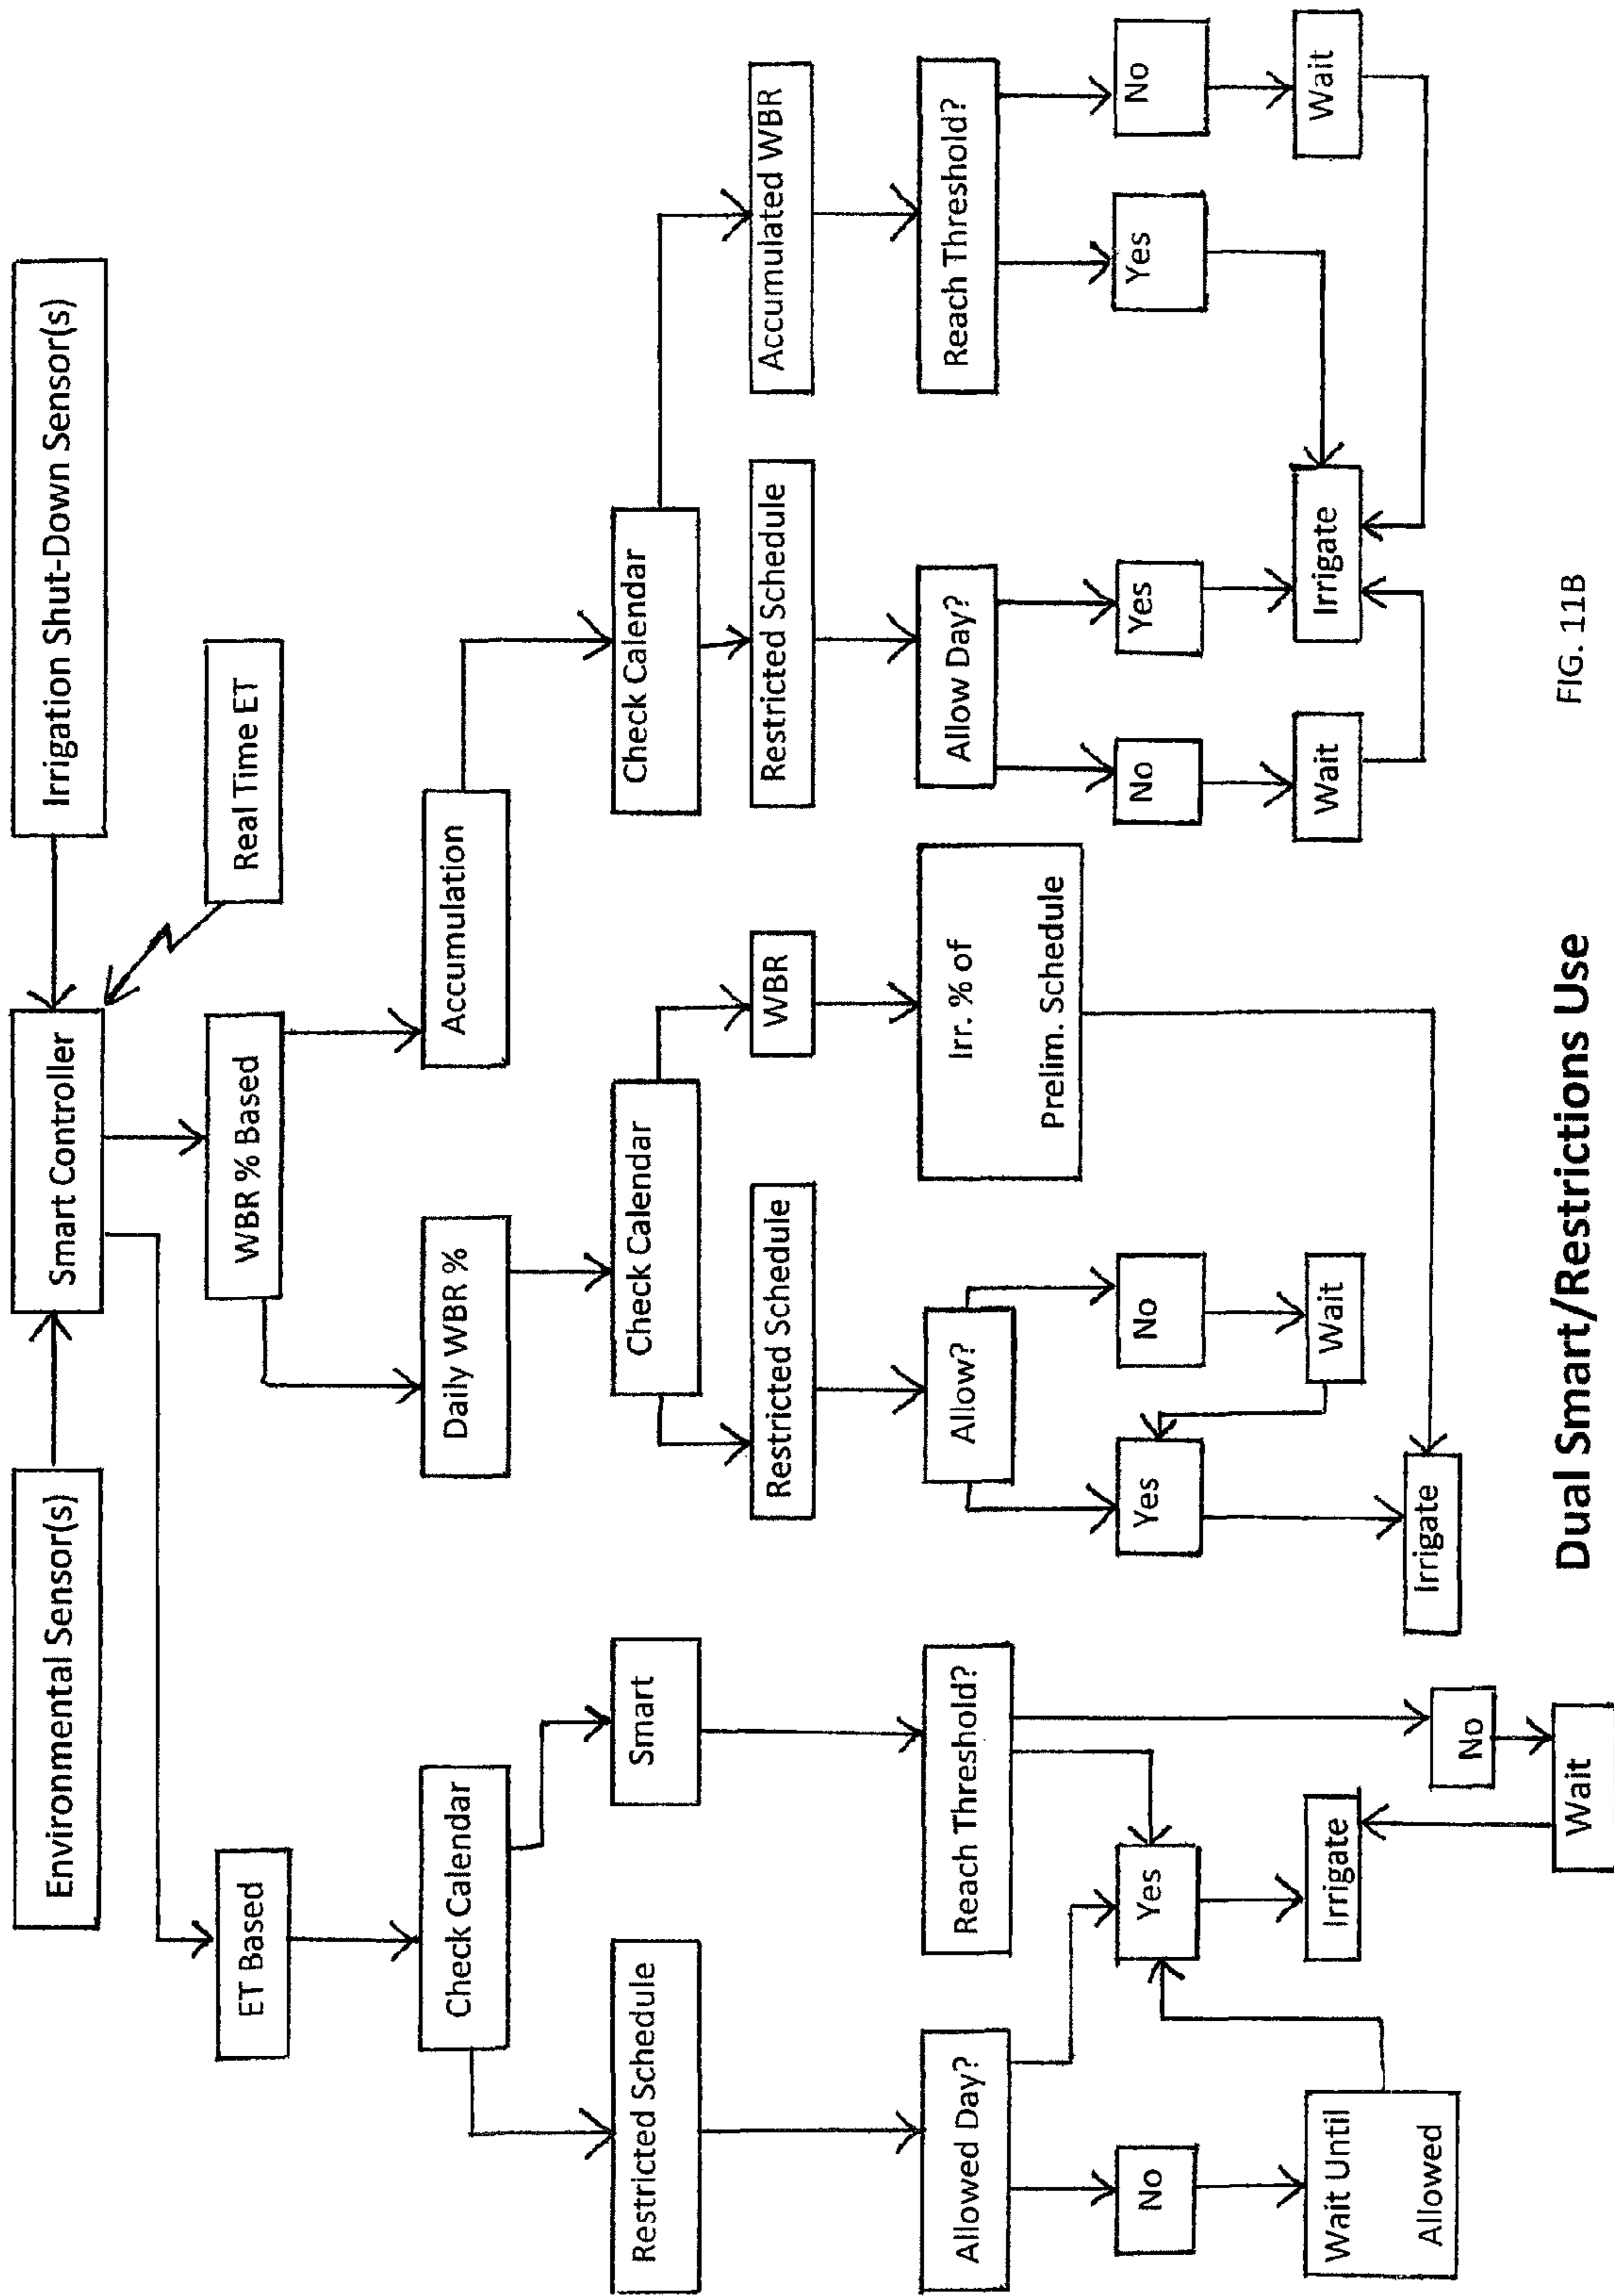 Environmental Sensor(s)
Smart Controller
Irrigation Shut-Down Sensor(s)
ET Based
WBR % Based
Real Time ET
Check Calendar
Daily WBR %
Accumulation
Restricted Schedule
Smart
Check Calendar
Check Calendar
Restricted Schedule
WBR
Restricted Schedule
Accumulated WBR
Allowed Day?
Reach Threshold?
Allow?
Irr. % of
Prelim. Schedule
Allow Day?
Reach Threshold?
No
Yes
Yes
No
No
Yes
Yes
No
Wait Until
Allowed
Irrigate
Wait
Wait
Irrigate
Wait
No
Irrigate
Wait
Dual Smart/Restrictions Use
FIG. 11B